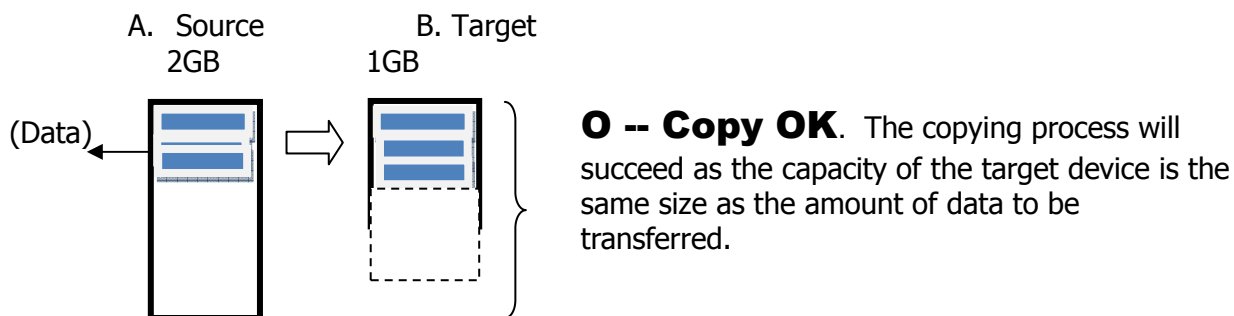 A. Source
B. Target
2GB
1GB
(Data)
O -- Copy OK. The copying process will
succeed as the capacity of the target device is the
same size as the amount of data to be
transferred.